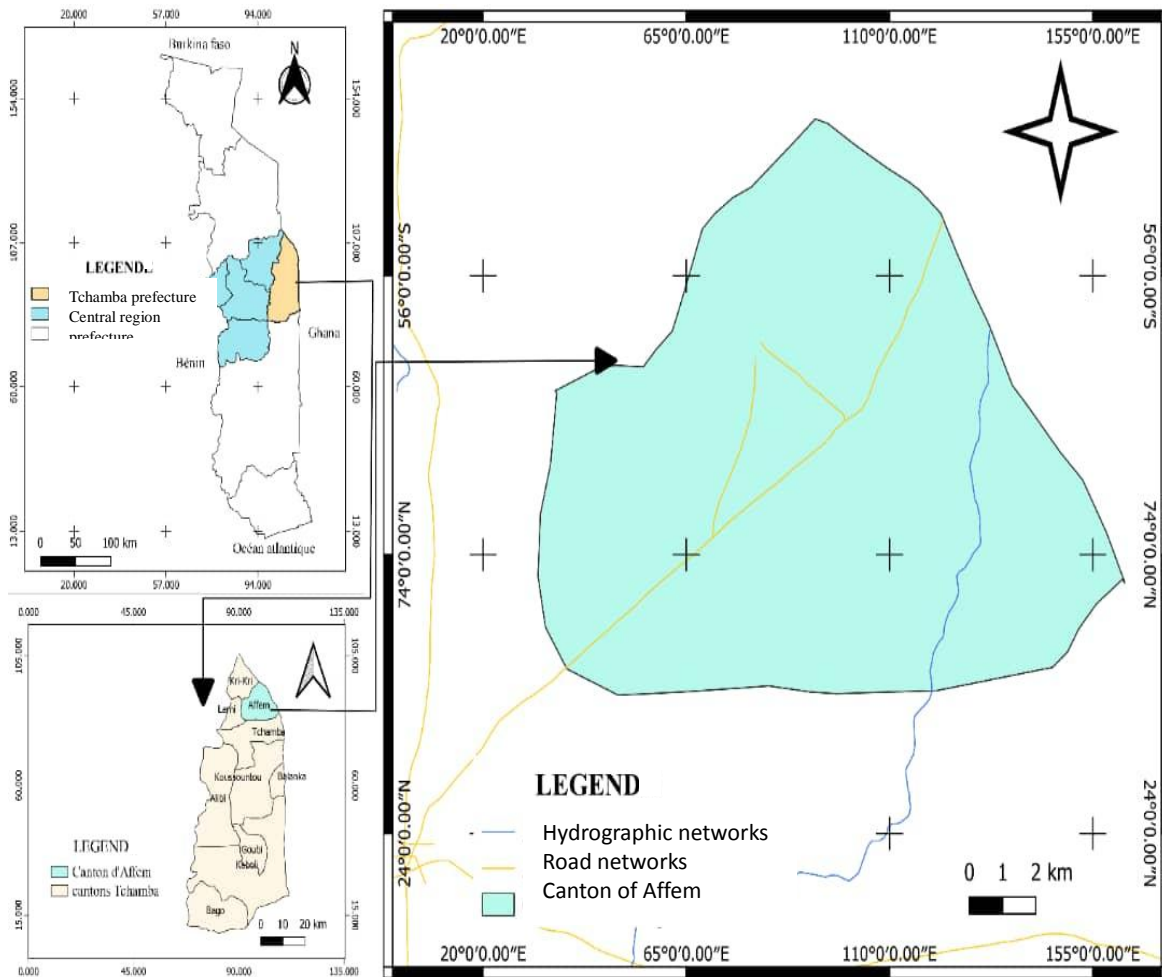 20.000 57.000 94.000
Burkina faso
N
154.000 154.000
107.000 107.000
LEGEND..
Tchamba prefecture
Central region
prefecture
Ghana
Bénin
60.000 60.000
13.000 13.000
0 50 100 km
Océan atlantique
20.000 57.000 94.000
0.000 45.000 90.000 135.000
105.000 105.000
Kri-Kri
Affem
Larni
Tchamba
Koussountou
Balanka
60.000 60.000
Alibi
Goubi
Kaboli
LEGEND
Canton d'Affem
cantons Tchamba
Bago
15.000 15.000
0 10 20 km
0.000 45.000 90.000 135.000
20°0′0.00″E 65°0′0.00″E 110°0′0.00″E 155°0′0.00″E
56°0′0.00″S 56°0′0.00″S
74°0′0.00″N 74°0′0.00″N
24°0′0.00″N 24°0′0.00″N
LEGEND
Hydrographic networks
Road networks
Canton of Affem
0 1 2 km
20°0′0.00″E 65°0′0.00″E 110°0′0.00″E 155°0′0.00″E